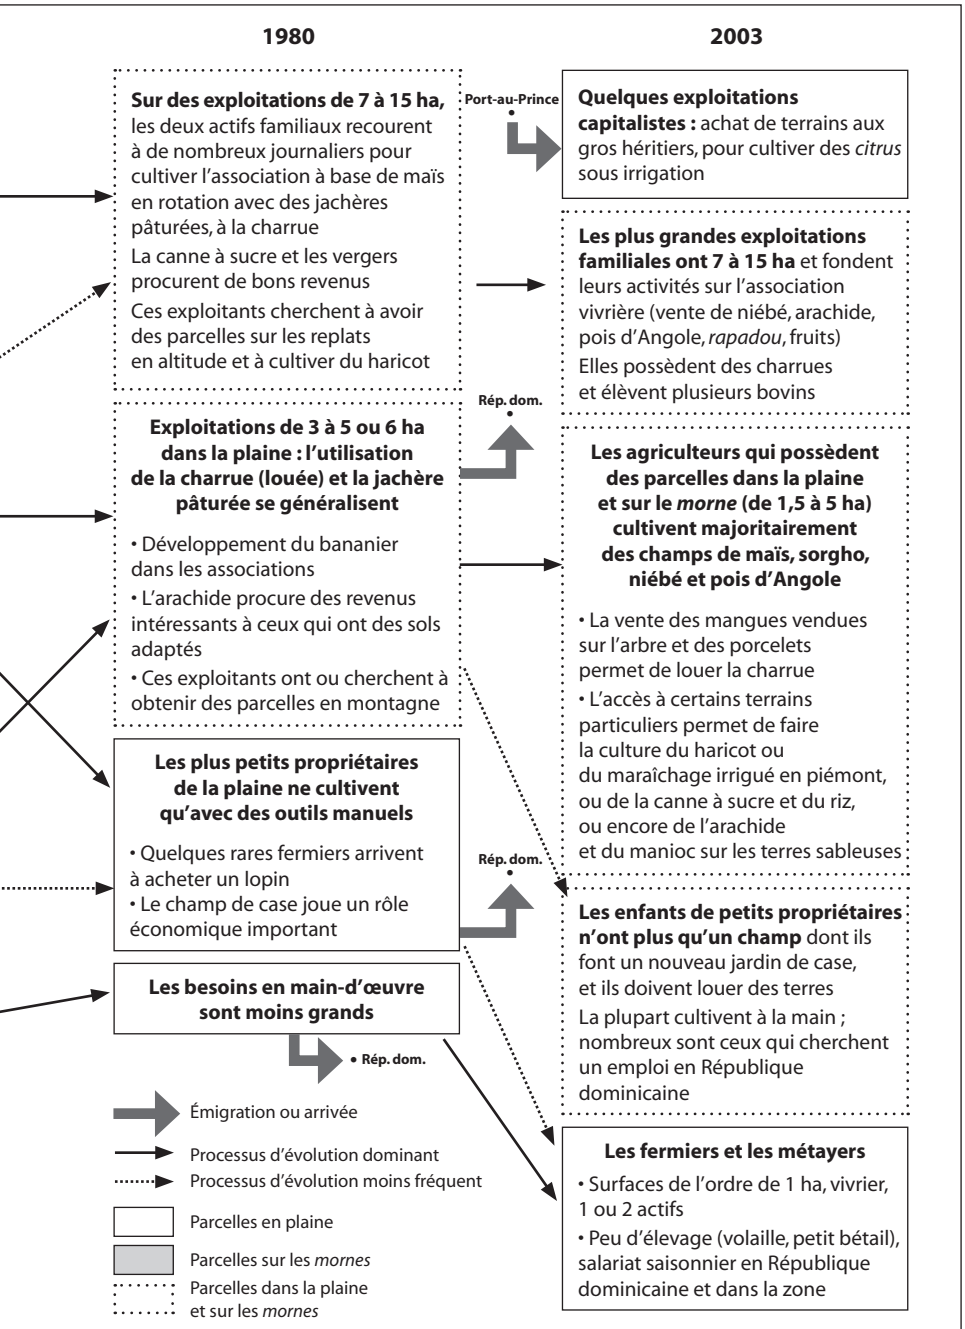 1980
Sur des exploitations de 7 à 15 ha,
les deux actifs familiaux recourent
à de nombreux journaliers pour
cultiver l'association à base de maïs
en rotation avec des jachères
pâturées, à la charrue
La canne à sucre et les vergers
procurent de bons revenus
Ces exploitants cherchent à avoir
des parcelles sur les replats
en altitude et à cultiver du haricot
Exploitations de 3 à 5 ou 6 ha
dans la plaine : l'utilisation
de la charrue (louée) et la jachère
pâturée se généralisent
• Développement du bananier
dans les associations
• L'arachide procure des revenus
intéressants à ceux qui ont des sols
adaptés
• Ces exploitants ont ou cherchent à
obtenir des parcelles en montagne
Les plus petits propriétaires
de la plaine ne cultivent
qu'avec des outils manuels
• Quelques rares fermiers arrivent
à acheter un lopin
• Le champ de case joue un rôle
économique important
Les besoins en main-d'œuvre
sont moins grands
Port-au-Prince
Rép. dom.
Rép. dom.
Rép. dom.
2003
Quelques exploitations
capitalistes : achat de terrains aux
gros héritiers, pour cultiver des citrus
sous irrigation
Les plus grandes exploitations
familiales ont 7 à 15 ha et fondent
leurs activités sur l'association
vivrière (vente de niébé, arachide,
pois d'Angole, rapadou, fruits)
Elles possèdent des charrues
et élèvent plusieurs bovins
Les agriculteurs qui possèdent
des parcelles dans la plaine
et sur le morne (de 1,5 à 5 ha)
cultivent majoritairement
des champs de maïs, sorgho,
niébé et pois d'Angole
• La vente des mangues vendues
sur l'arbre et des porcelets
permet de louer la charrue
• L'accès à certains terrains
particuliers permet de faire
la culture du haricot ou
du maraîchage irrigué en piémont,
ou de la canne à sucre et du riz,
ou encore de l'arachide
et du manioc sur les terres sableuses
Les enfants de petits propriétaires
n'ont plus qu'un champ dont ils
font un nouveau jardin de case,
et ils doivent louer des terres
La plupart cultivent à la main ;
nombreux sont ceux qui cherchent
un emploi en République
dominicaine
Les fermiers et les métayers
• Surfaces de l'ordre de 1 ha, vivrier,
1 ou 2 actifs
• Peu d'élevage (volaille, petit bétail),
salariat saisonnier en République
dominicaine et dans la zone
Émigration ou arrivée
Processus d'évolution dominant
Processus d'évolution moins fréquent
Parcelles en plaine
Parcelles sur les mornes
Parcelles dans la plaine
et sur les mornes